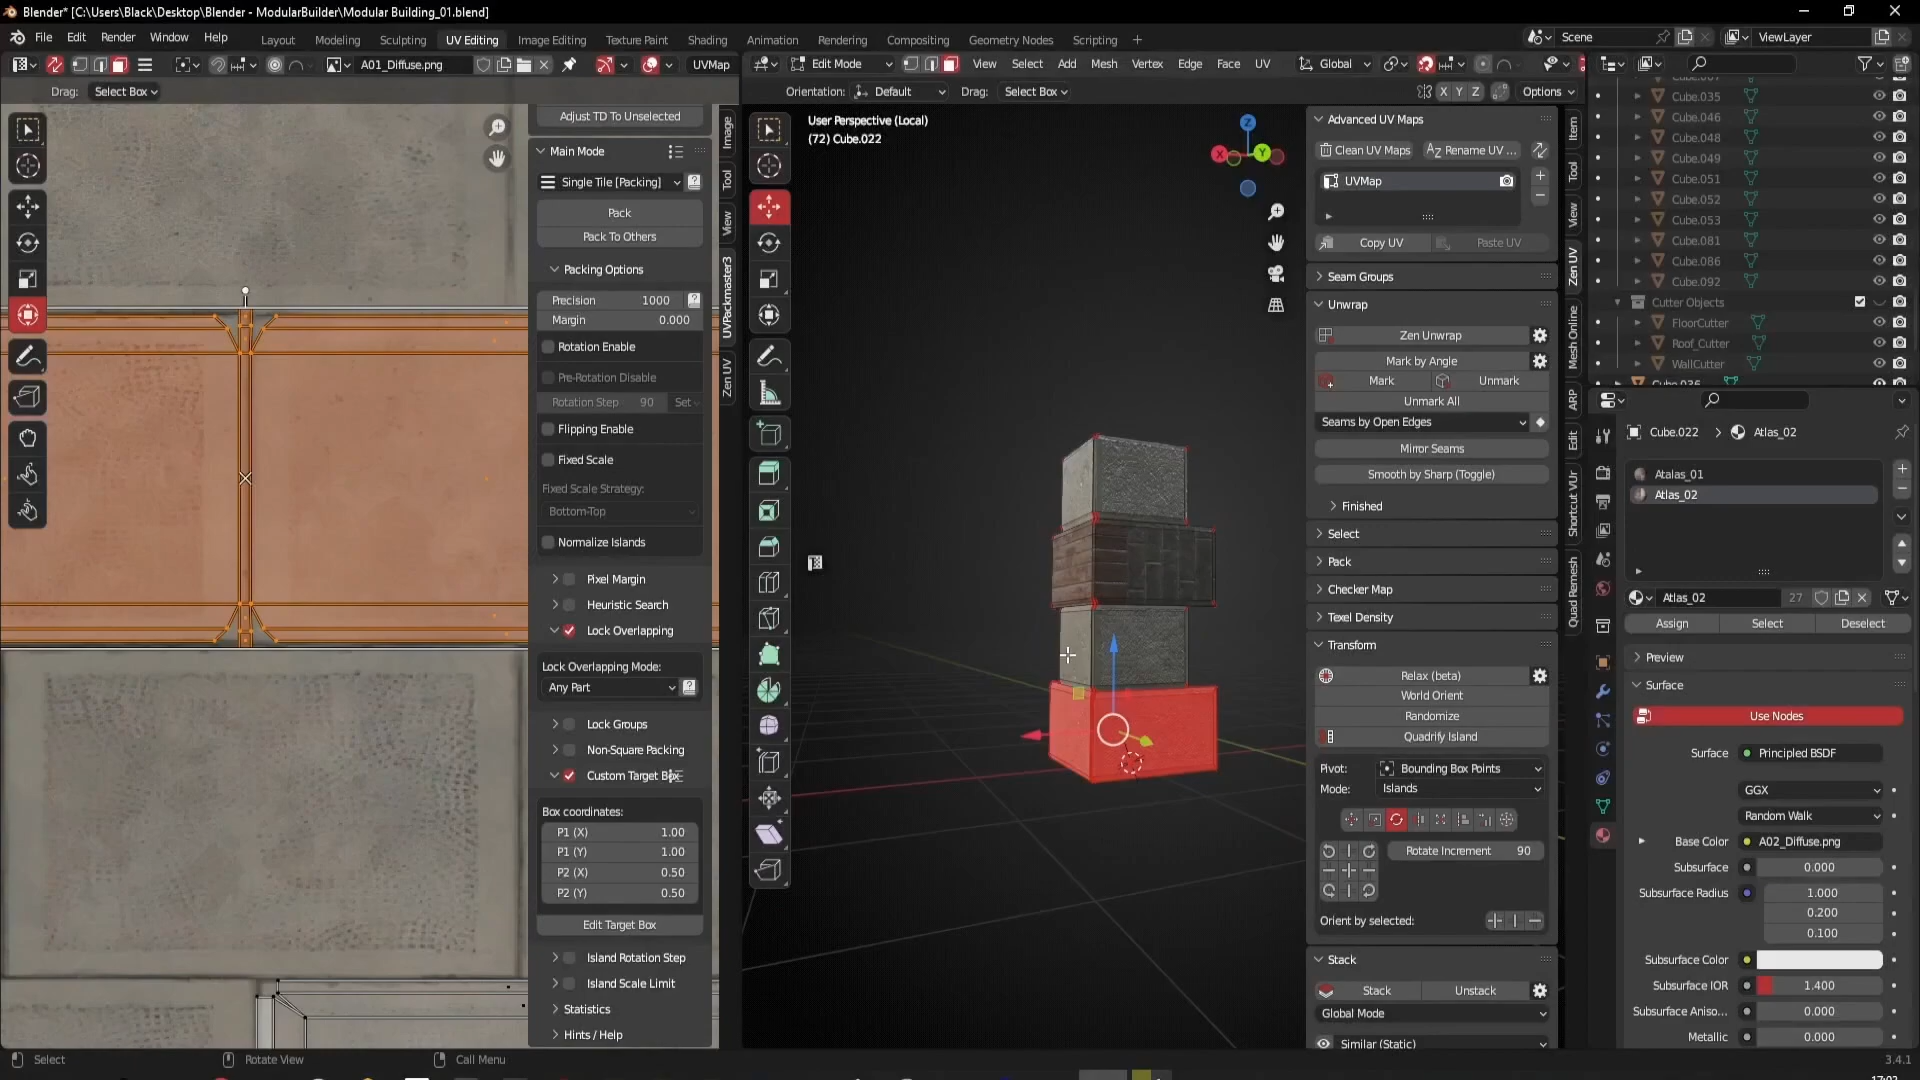 Blender* [C:\Users\Black\Desktop\Blender - ModularBuilder\Modular Building_01.blend]
File Edit Render Window Help Layout Modeling Sculpting UV Editing Image Editing Texture Paint Shading Animation Rendering Compositing Geometry Nodes Scripting Scene ViewLayer
A01_Diffuse.png UVMap Edit Mode View Select Add Mesh Vertex Edge Face UV Global
Drag: Select Box Orientation: Default Drag: Select Box X Y Z Options
Adjust TD To Unselected
Main Mode
Single Tile [Packing]
Pack
Pack To Others
Packing Options
Precision 1000
Margin 0.000
Rotation Enable
Pre-Rotation Disable
Rotation Step 90 Set
Flipping Enable
Fixed Scale
Fixed Scale Strategy:
Bottom-Top
Normalize Islands
Pixel Margin
Heuristic Search
Lock Overlapping
Lock Overlapping Mode:
Any Part
Lock Groups
Non-Square Packing
Custom Target Box
Box coordinates:
P1 (X) 1.00
P1 (Y) 1.00
P2 (X) 0.50
P2 (Y) 0.50
Edit Target Box
Island Rotation Step
Island Scale Limit
Statistics
Hints / Help
Image
Tool
View
UVPackmaster3
Zen UV
User Perspective (Local)
(72) Cube.022
Z
X
Y
Advanced UV Maps
Clean UV Maps Rename UV ...
UVMap
Copy UV Paste UV
Seam Groups
Unwrap
Zen Unwrap
Mark by Angle
Mark Unmark
Unmark All
Seams by Open Edges
Mirror Seams
Smooth by Sharp (Toggle)
Finished
Select
Pack
Checker Map
Texel Density
Transform
Relax (beta)
World Orient
Randomize
Quadrify Island
Pivot: Bounding Box Points
Mode: Islands
Rotate Increment 90
Orient by selected:
Stack
Stack Unstack
Global Mode
Similar (Static)
Item
Tool
View
Zen UV
Mesh Online
ARP
Edit
Shortcut VUr
Quad Remesh
Cube.035
Cube.046
Cube.048
Cube.049
Cube.051
Cube.052
Cube.053
Cube.081
Cube.086
Cube.092
Cutter Objects
FloorCutter
Roof_Cutter
WallCutter
Cube.036
Cube.022 Atlas_02
Atalas_01
Atlas_02
Atlas_02 27
Assign Select Deselect
Preview
Surface
Use Nodes
Surface Principled BSDF
GGX
Random Walk
Base Color A02_Diffuse.png
Subsurface 0.000
Subsurface Radius 1.000
0.200
0.100
Subsurface Color
Subsurface IOR 1.400
Subsurface Aniso... 0.000
Metallic 0.000
Select Rotate View Call Menu 3.4.1